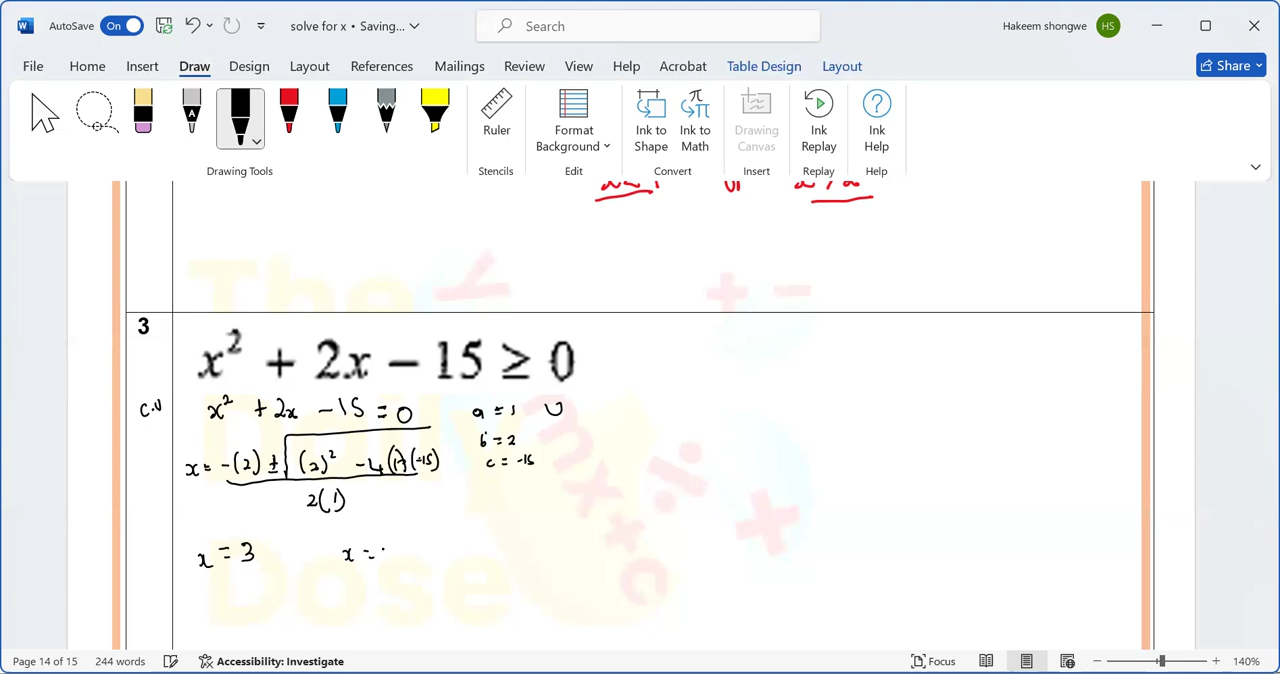 AutoSave On solve for x • Saving... Search Hakeem shongwe HS
File Home Insert Draw Design Layout References Mailings Review View Help Acrobat Table Design Layout Share
A
Ruler Format Background Ink to Shape Ink to Math Drawing Canvas Ink Replay Ink Help
Drawing Tools Stencils Edit Convert Insert Replay Help
3
x² + 2x − 15 ≥ 0
C.V x² + 2x - 15 = 0 a = 1 ∪
b = 2
x = -(2) ± √(2)² - 4(1)(-15) c = -15
2(1)
x = 3 x =
The Daily Dose
mx+c
Page 14 of 15 244 words Accessibility: Investigate Focus 140%